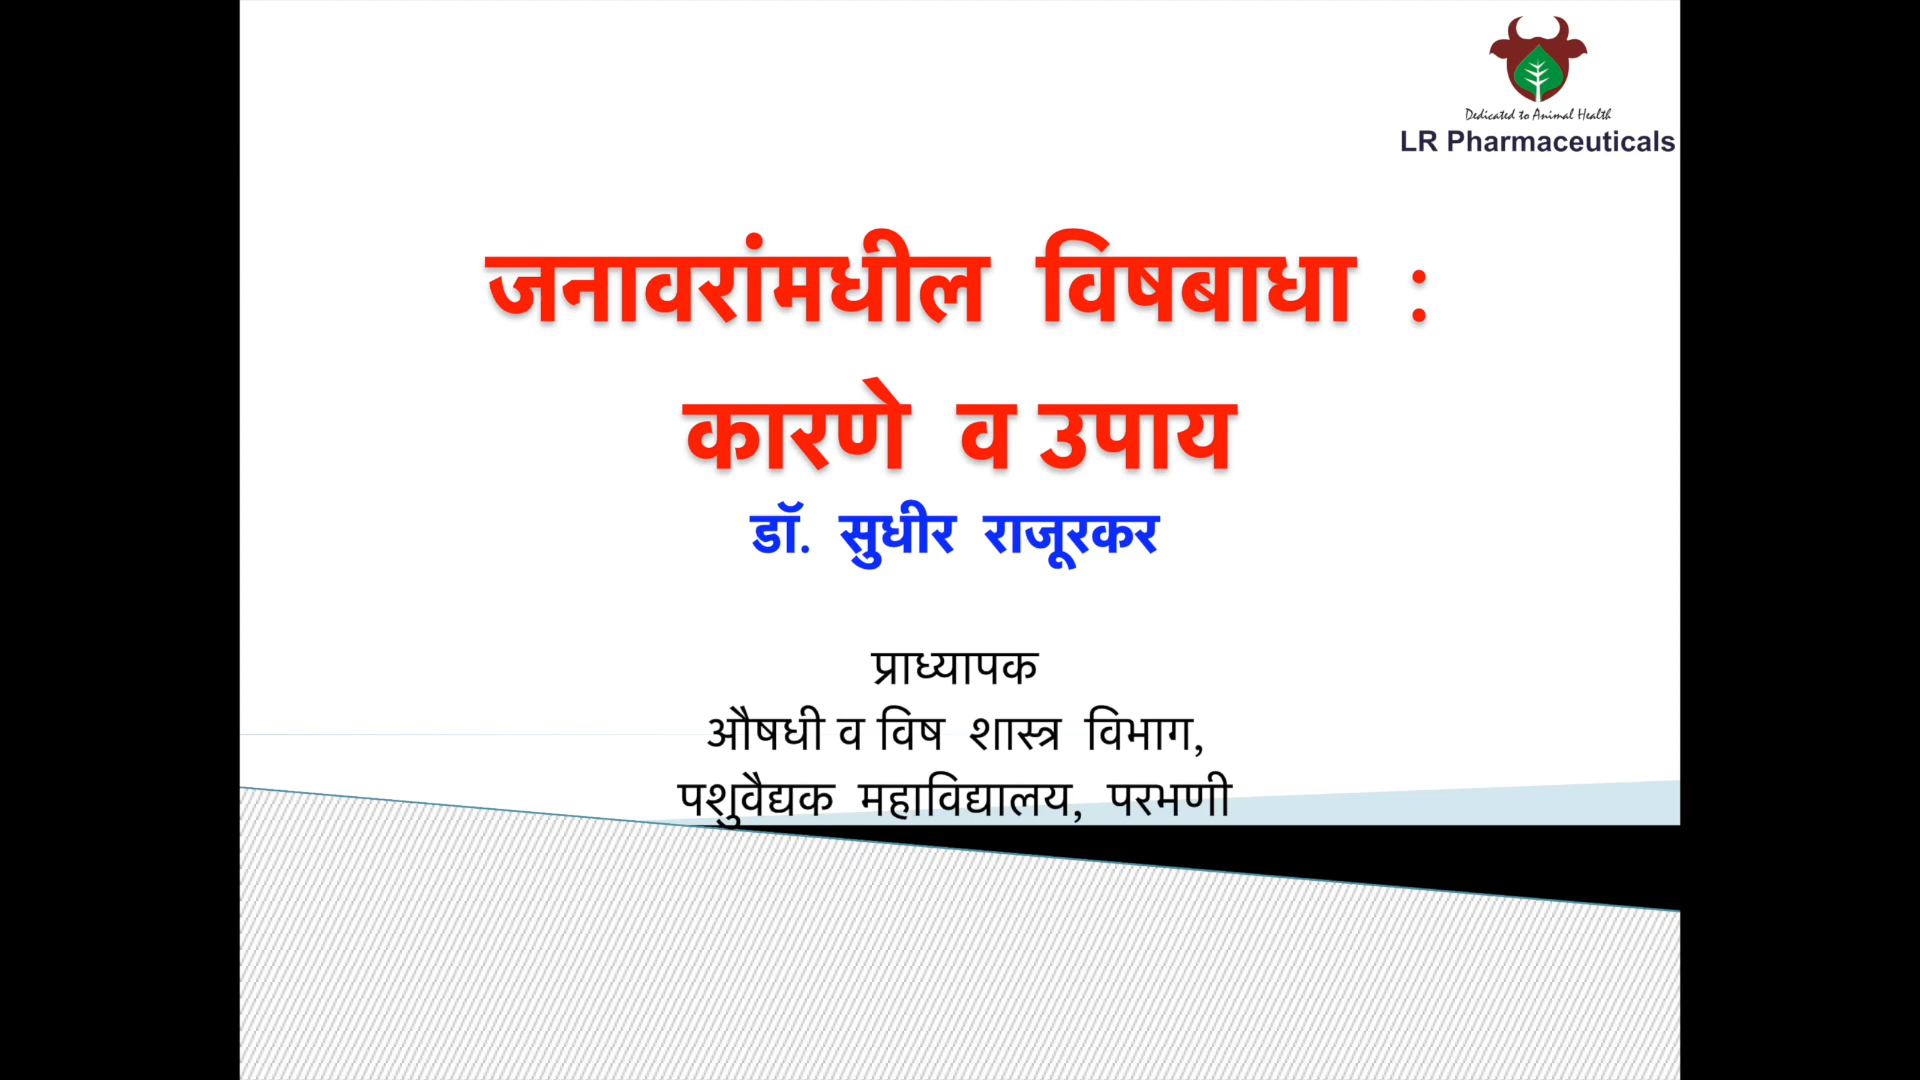 Dedicated to Animal Health
LR Pharmaceuticals
जनावरांमधील विषबाधा :
कारणे व उपाय
डॉ. सुधीर राजूरकर
प्राध्यापक
औषधी व विष शास्त्र विभाग,
पशुवैद्यक महाविद्यालय, परभणी